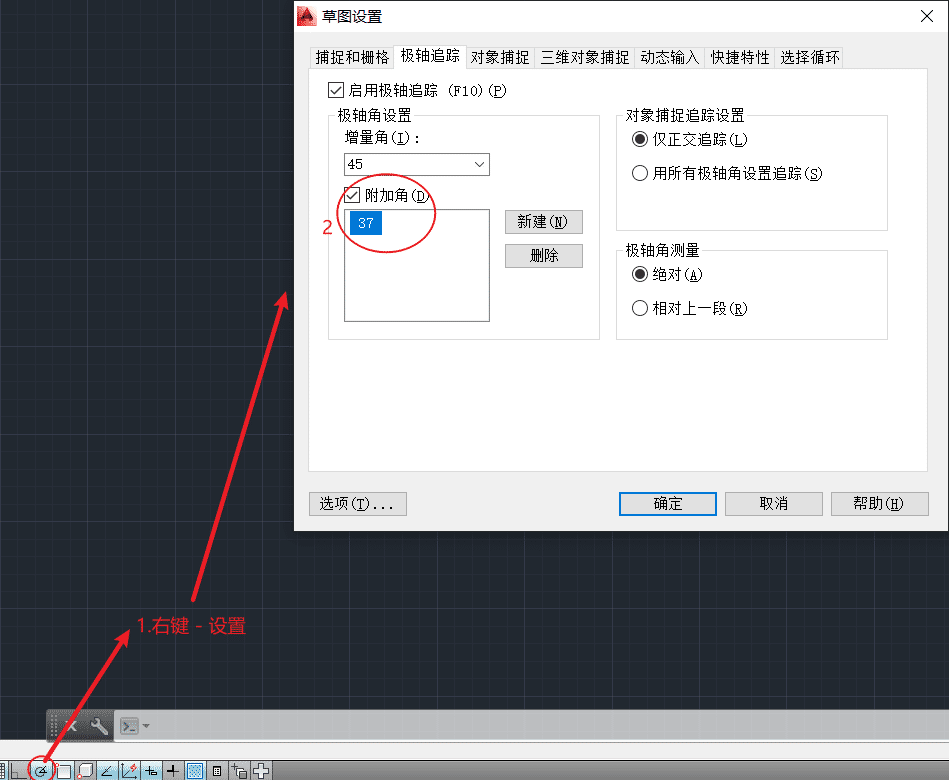 草图设置
捕捉和栅格 极轴追踪 对象捕捉 三维对象捕捉 动态输入 快捷特性 选择循环
启用极轴追踪 (F10)(P)
极轴角设置
增量角(I):
45
附加角(D)
37
新建(N)
删除
对象捕捉追踪设置
仅正交追踪(L)
用所有极轴角设置追踪(S)
极轴角测量
绝对(A)
相对上一段(R)
选项(T)...
确定
取消
帮助(H)
2
1.右键 - 设置